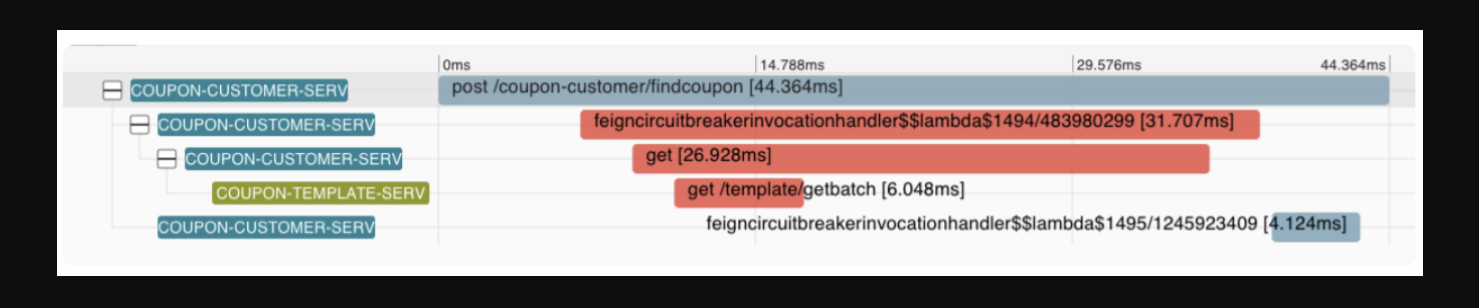 0ms 14.788ms 29.576ms 44.364ms
COUPON-CUSTOMER-SERV post /coupon-customer/findcoupon [44.364ms]
COUPON-CUSTOMER-SERV feigncircuitbreakerinvocationhandler$$lambda$1494/483980299 [31.707ms]
COUPON-CUSTOMER-SERV get [26.928ms]
COUPON-TEMPLATE-SERV get /template/getbatch [6.048ms]
COUPON-CUSTOMER-SERV feigncircuitbreakerinvocationhandler$$lambda$1495/1245923409 [4.124ms]